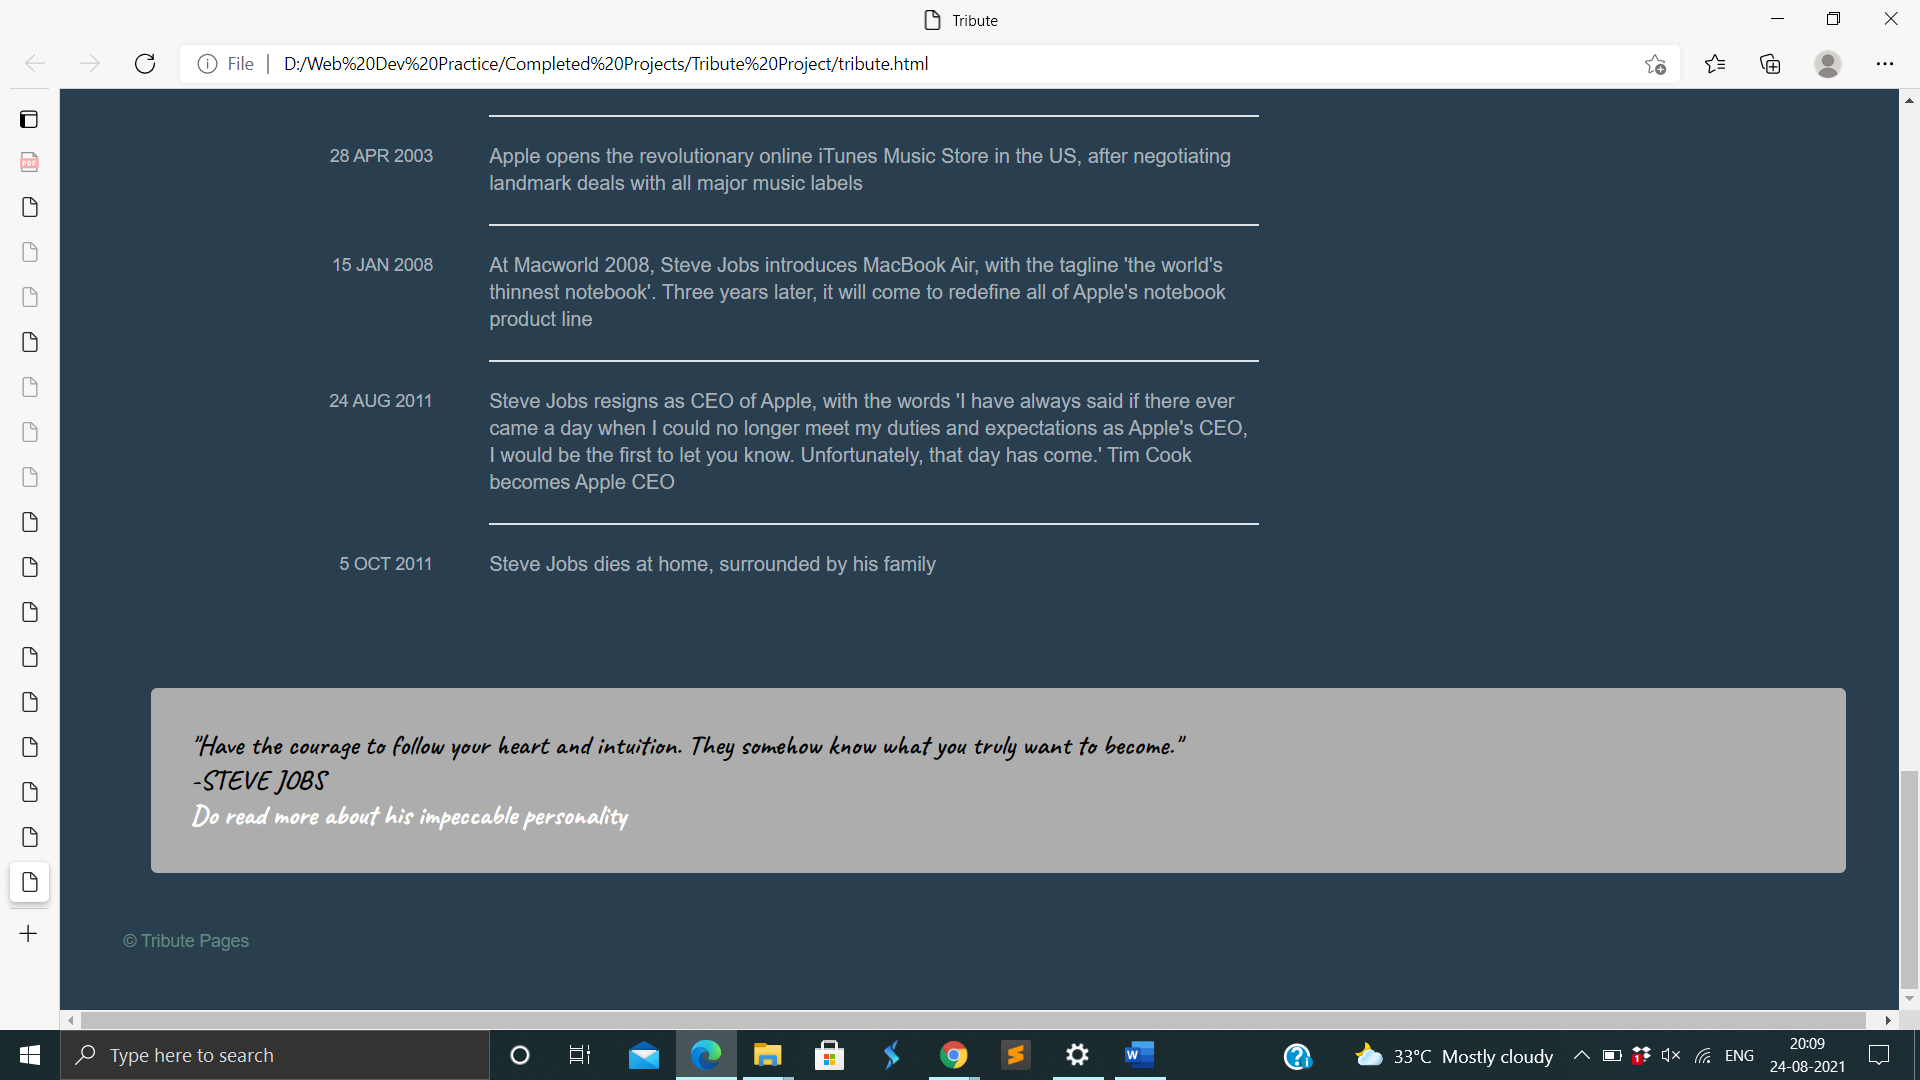 Tribute
File
D:/Web%20Dev%20Practice/Completed%20Projects/Tribute%20Project/tribute.html
PDF
28 APR 2003
Apple opens the revolutionary online iTunes Music Store in the US, after negotiating
landmark deals with all major music labels
15 JAN 2008
At Macworld 2008, Steve Jobs introduces MacBook Air, with the tagline 'the world's
thinnest notebook'. Three years later, it will come to redefine all of Apple's notebook
product line
24 AUG 2011
Steve Jobs resigns as CEO of Apple, with the words 'I have always said if there ever
came a day when I could no longer meet my duties and expectations as Apple's CEO,
I would be the first to let you know. Unfortunately, that day has come.' Tim Cook
becomes Apple CEO
5 OCT 2011
Steve Jobs dies at home, surrounded by his family
"Have the courage to follow your heart and intuition. They somehow know what you truly want to become."
-STEVE JOBS
Do read more about his impeccable personality
© Tribute Pages
Type here to search
33°C Mostly cloudy
1
ENG
20:09
24-08-2021